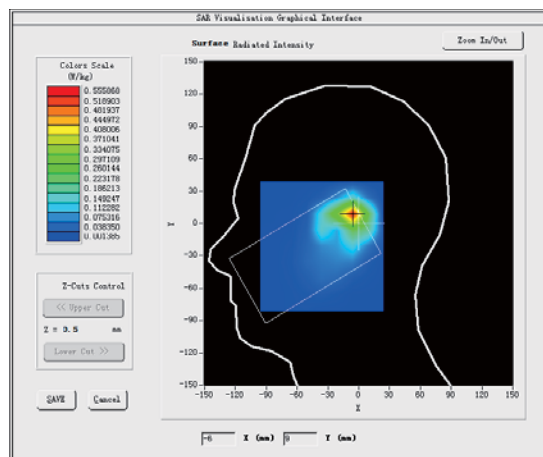 SAR Visualisation Graphical Interface
Surface Radiated Intensity
Zoom In/Out
Colors Scale
(W/kg)
0.555868
0.518903
0.481937
0.444972
0.408006
0.371041
0.334075
0.297109
0.260144
0.223178
0.186213
0.149247
0.112282
0.075316
0.038350
0.001385
150
120
90
60
30
0
-30
-60
-90
-120
-150
Y
-150 -120 -90 -60 -30 0 30 60 90 120 150
X
Z-Cuts Control
<< Upper Cut
Z = 0.5 mm
Lower Cut >>
SAVE Cancel
-6 X (mm) 9 Y (mm)